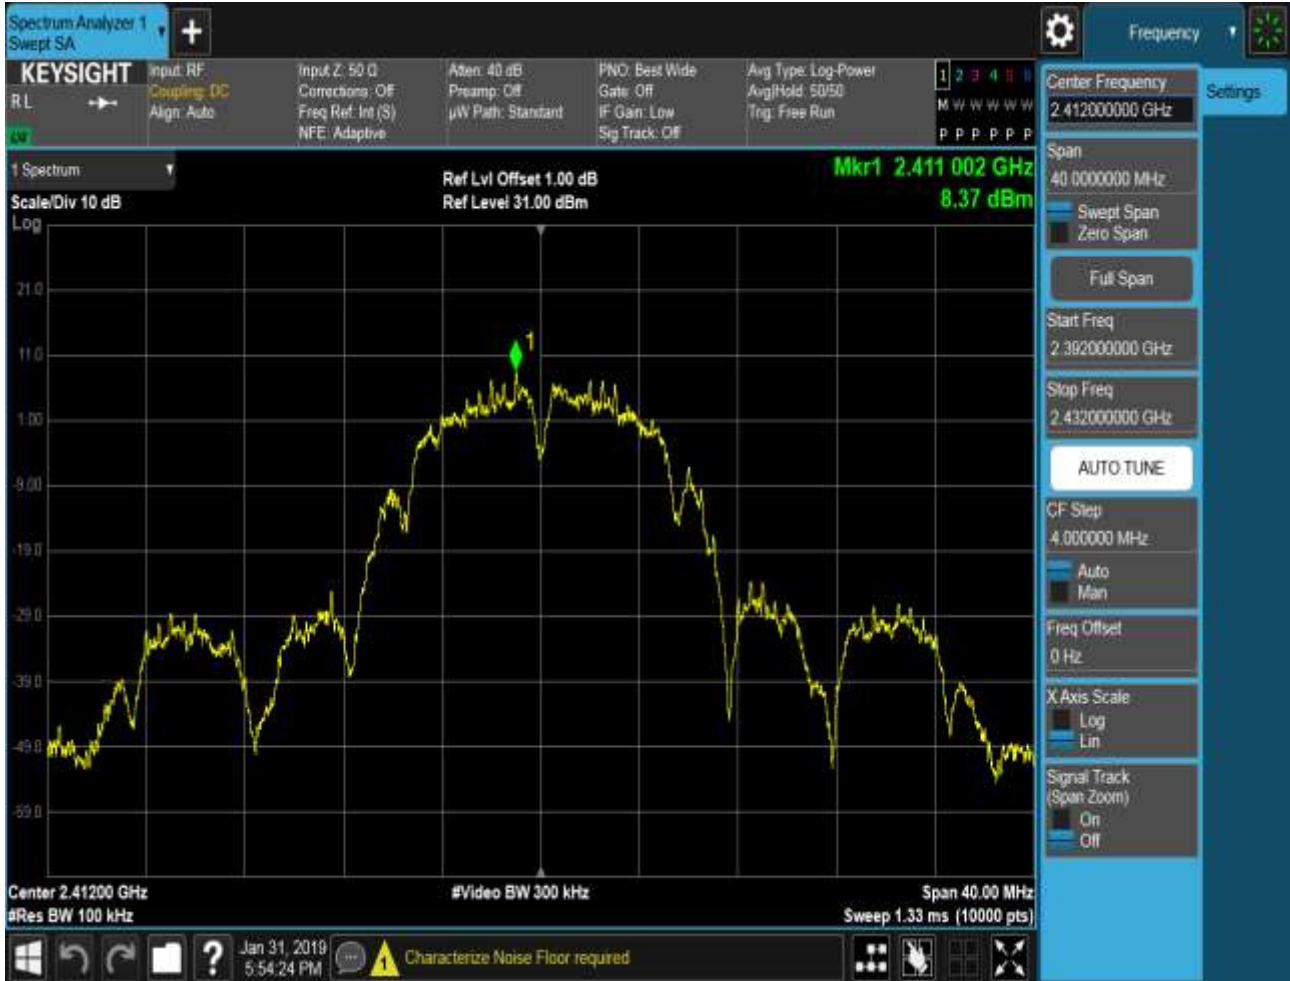 Spectrum Analyzer 1
Swept SA
+
Frequency
KEYSIGHT
R L
LXI
Input: RF
Coupling: DC
Align: Auto
Input Z: 50 Ω
Corrections: Off
Freq Ref: Int (S)
NFE: Adaptive
Atten: 40 dB
Preamp: Off
µW Path: Standard
PNO: Best Wide
Gate: Off
IF Gain: Low
Sig Track: Off
Avg Type: Log-Power
Avg|Hold: 50/50
Trig: Free Run
1 2 3 4 5 6
M W W W W W
P P P P P P
1 Spectrum
Scale/Div 10 dB
Log
Ref Lvl Offset 1.00 dB
Ref Level 31.00 dBm
Mkr1 2.411 002 GHz
8.37 dBm
21.0
11.0
1.00
-9.00
-19.0
-29.0
-39.0
-49.0
-59.0
1
Center 2.41200 GHz
#Res BW 100 kHz
#Video BW 300 kHz
Span 40.00 MHz
Sweep 1.33 ms (10000 pts)
Center Frequency
2.412000000 GHz
Span
40.0000000 MHz
Swept Span
Zero Span
Full Span
Start Freq
2.392000000 GHz
Stop Freq
2.432000000 GHz
AUTO TUNE
CF Step
4.000000 MHz
Auto
Man
Freq Offset
0 Hz
X Axis Scale
Log
Lin
Signal Track
(Span Zoom)
On
Off
Settings
?
Jan 31, 2019
5:54:24 PM
1
Characterize Noise Floor required